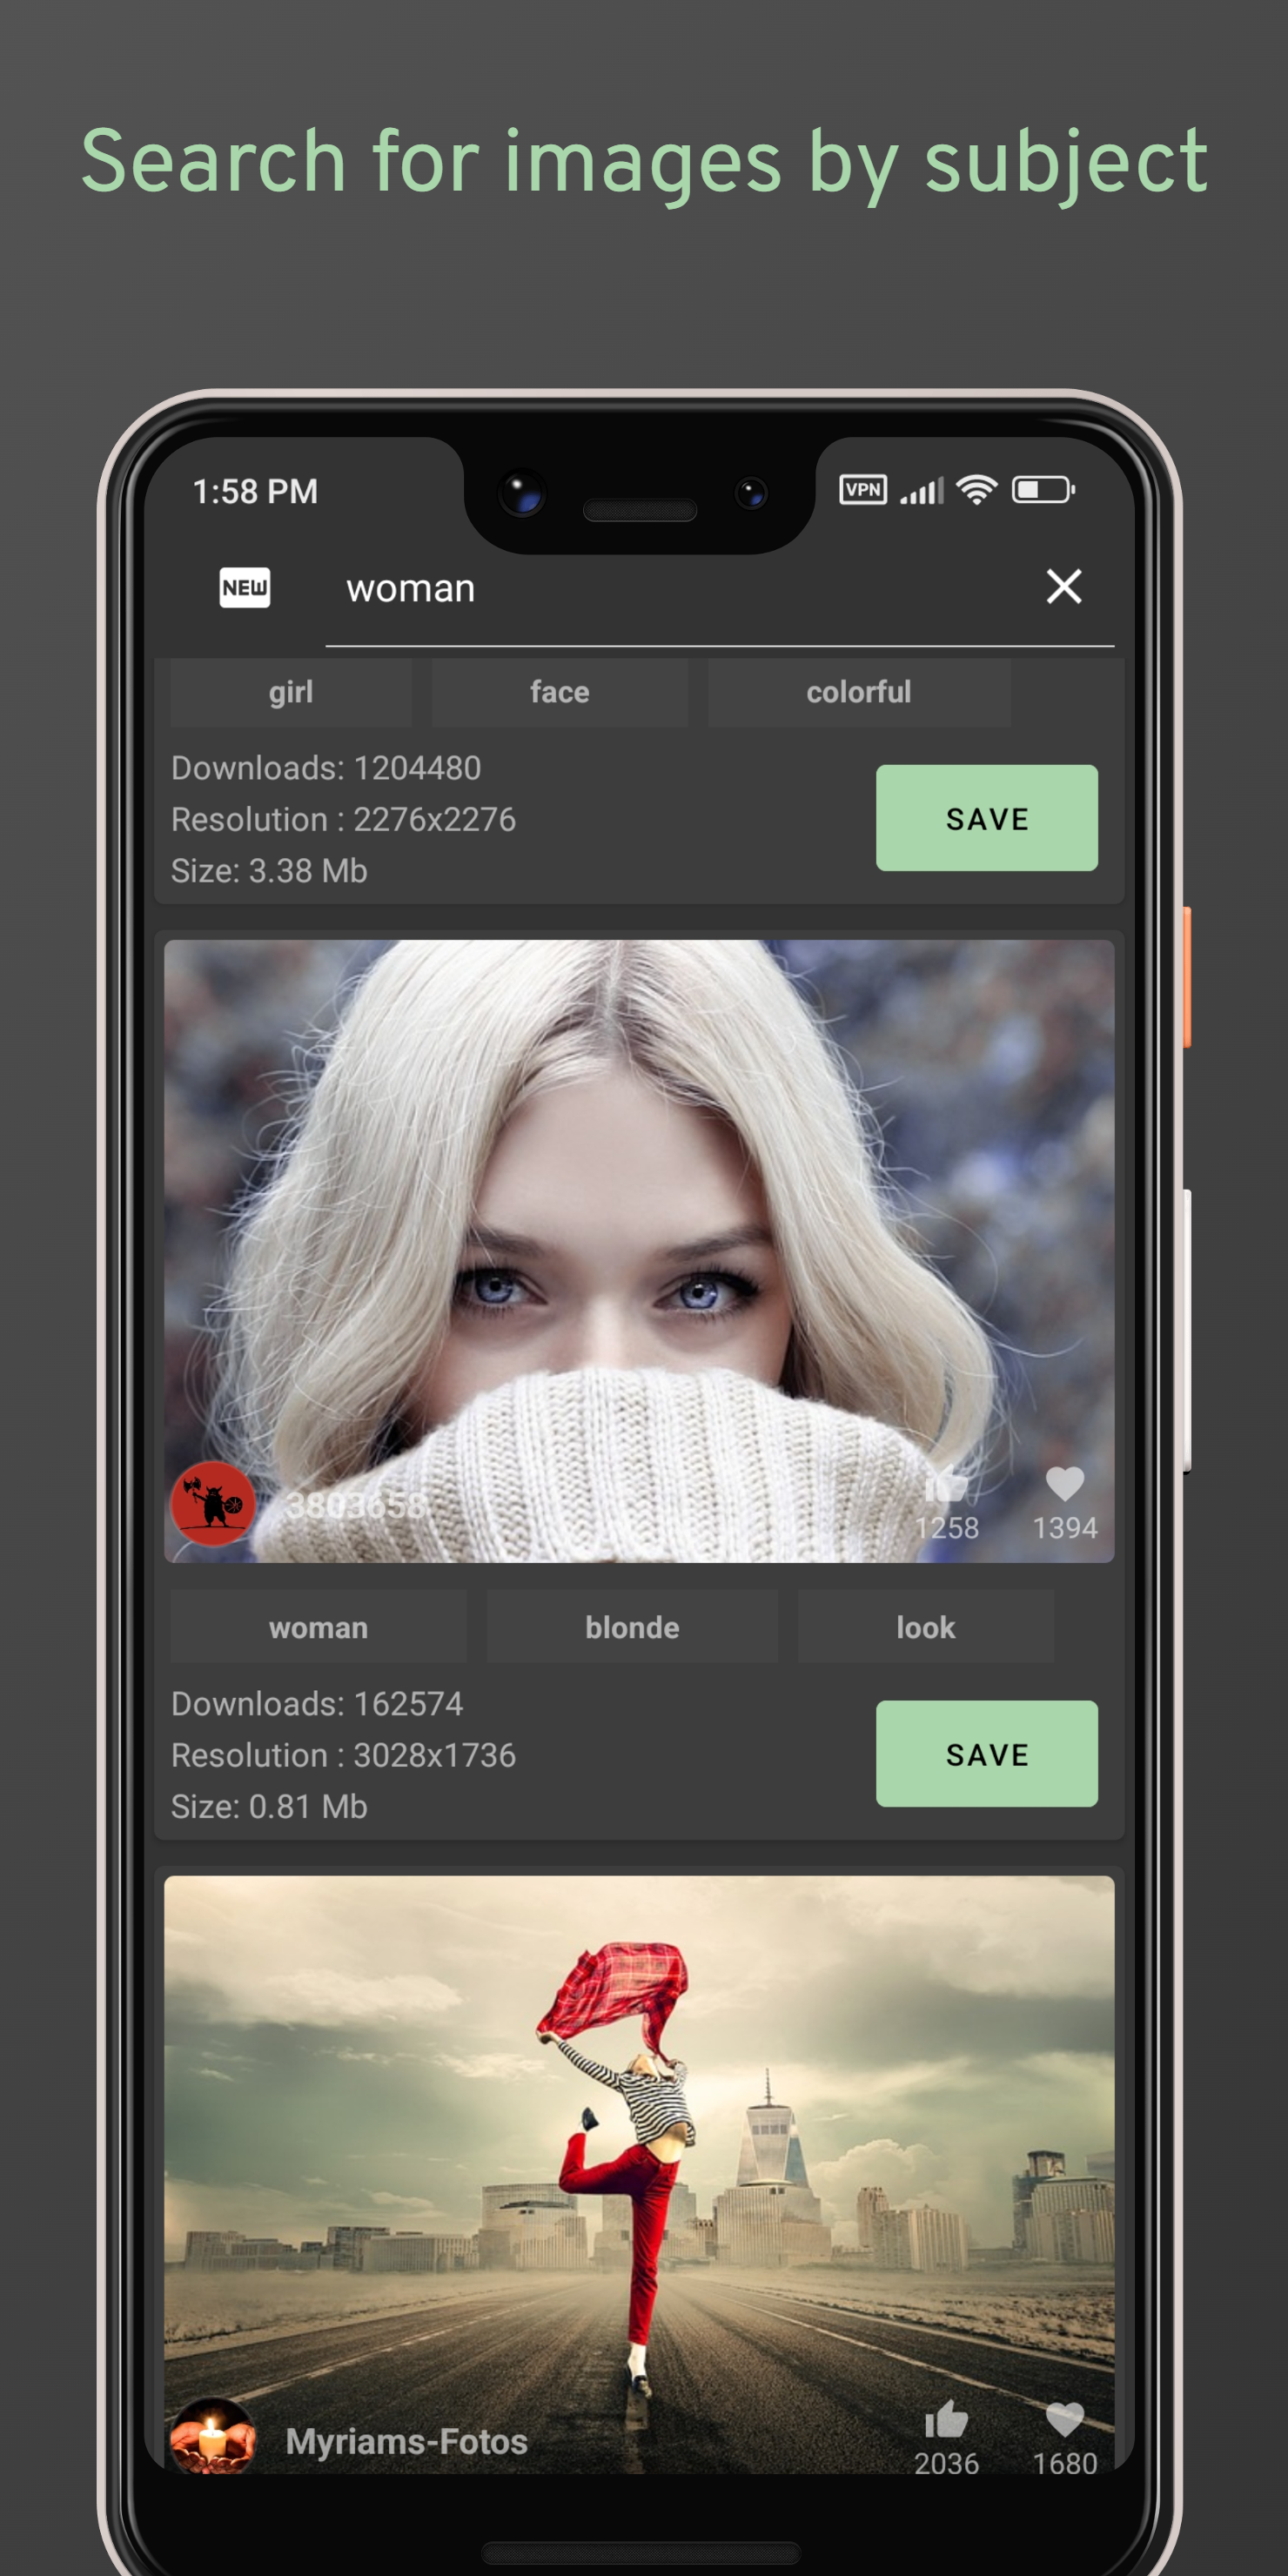 Search for images by subject
1:58 PM VPN
NEW woman
girl face colorful
Downloads: 1204480
Resolution : 2276x2276
Size: 3.38 Mb
SAVE
3803658
1258 1394
woman blonde look
Downloads: 162574
Resolution : 3028x1736
Size: 0.81 Mb
SAVE
Myriams-Fotos
2036 1680